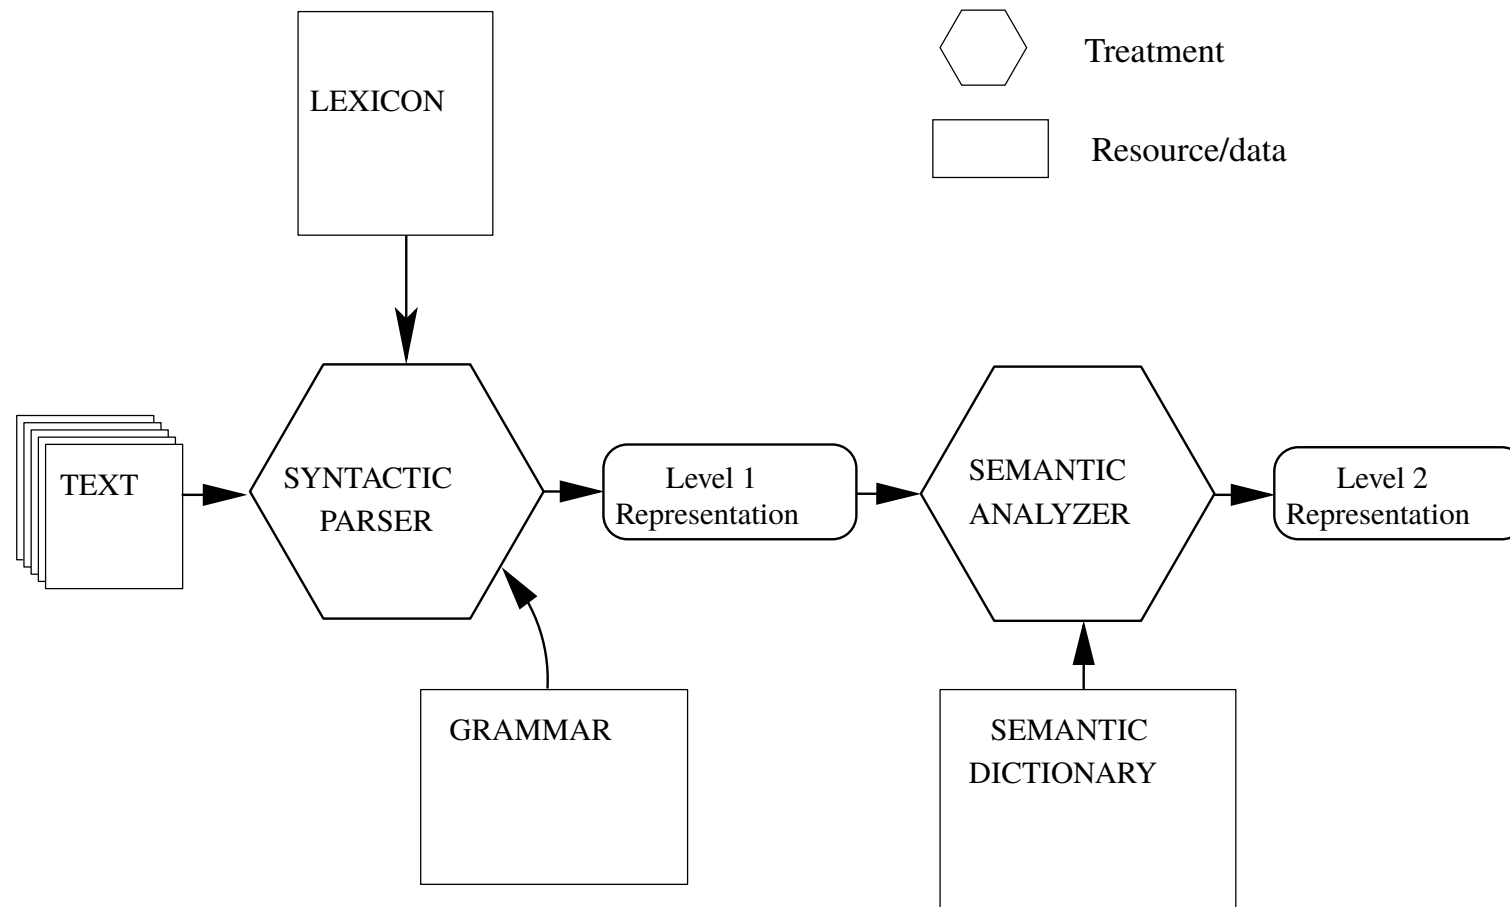 Treatment
LEXICON
Resource/data
TEXT
SYNTACTIC
PARSER
Level 1
Representation
SEMANTIC
ANALYZER
Level 2
Representation
GRAMMAR
SEMANTIC
DICTIONARY